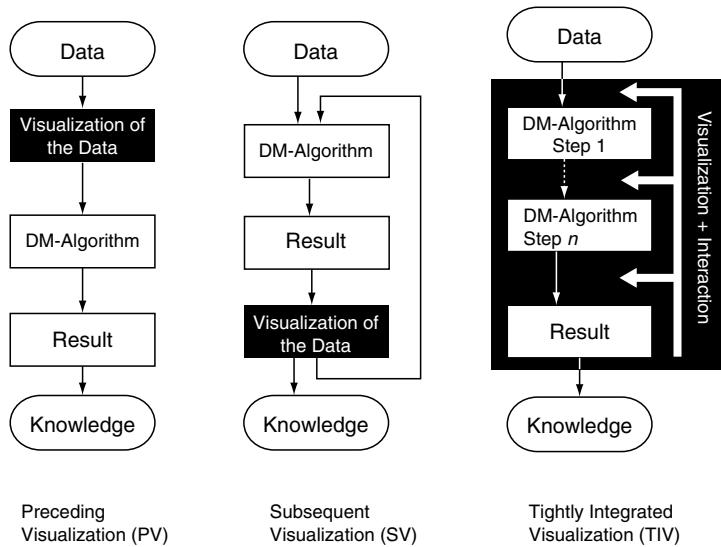 Data
Visualization of
the Data
DM-Algorithm
Result
Knowledge
Preceding
Visualization (PV)
Data
DM-Algorithm
Result
Visualization of
the Data
Knowledge
Subsequent
Visualization (SV)
Data
DM-Algorithm
Step 1
DM-Algorithm
Step n
Result
Visualization + Interaction
Knowledge
Tightly Integrated
Visualization (TIV)